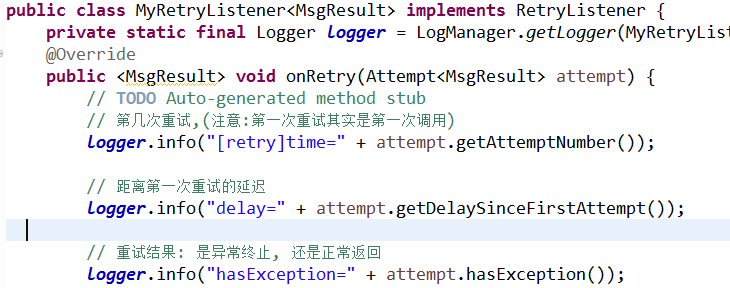 public class MyRetryListener<MsgResult> implements RetryListener {
private static final Logger logger = LogManager.getLogger(MyRetryLis
@Override
public <MsgResult> void onRetry(Attempt<MsgResult> attempt) {
// TODO Auto-generated method stub
// 第几次重试,(注意:第一次重试其实是第一次调用)
logger.info("[retry]time=" + attempt.getAttemptNumber());
// 距离第一次重试的延迟
logger.info("delay=" + attempt.getDelaySinceFirstAttempt());
// 重试结果: 是异常终止, 还是正常返回
logger.info("hasException=" + attempt.hasException());